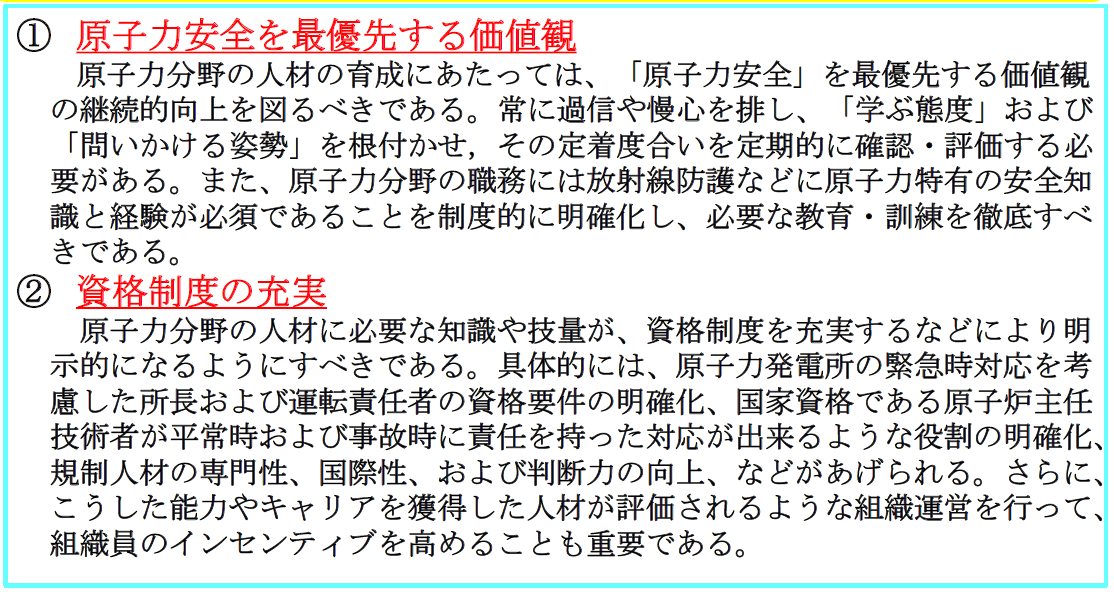 ① 原子力安全を最優先する価値観
原子力分野の人材の育成にあたっては、「原子力安全」を最優先する価値観
の継続的向上を図るべきである。常に過信や慢心を排し、「学ぶ態度」および
「問いかける姿勢」を根付かせ，その定着度合いを定期的に確認・評価する必
要がある。また、原子力分野の職務には放射線防護などに原子力特有の安全知
識と経験が必須であることを制度的に明確化し、必要な教育・訓練を徹底すべ
きである。
② 資格制度の充実
原子力分野の人材に必要な知識や技量が、資格制度を充実するなどにより明
示的になるようにすべきである。具体的には、原子力発電所の緊急時対応を考
慮した所長および運転責任者の資格要件の明確化、国家資格である原子炉主任
技術者が平常時および事故時に責任を持った対応が出来るような役割の明確化、
規制人材の専門性、国際性、および判断力の向上、などがあげられる。さらに、
こうした能力やキャリアを獲得した人材が評価されるような組織運営を行って、
組織員のインセンティブを高めることも重要である。